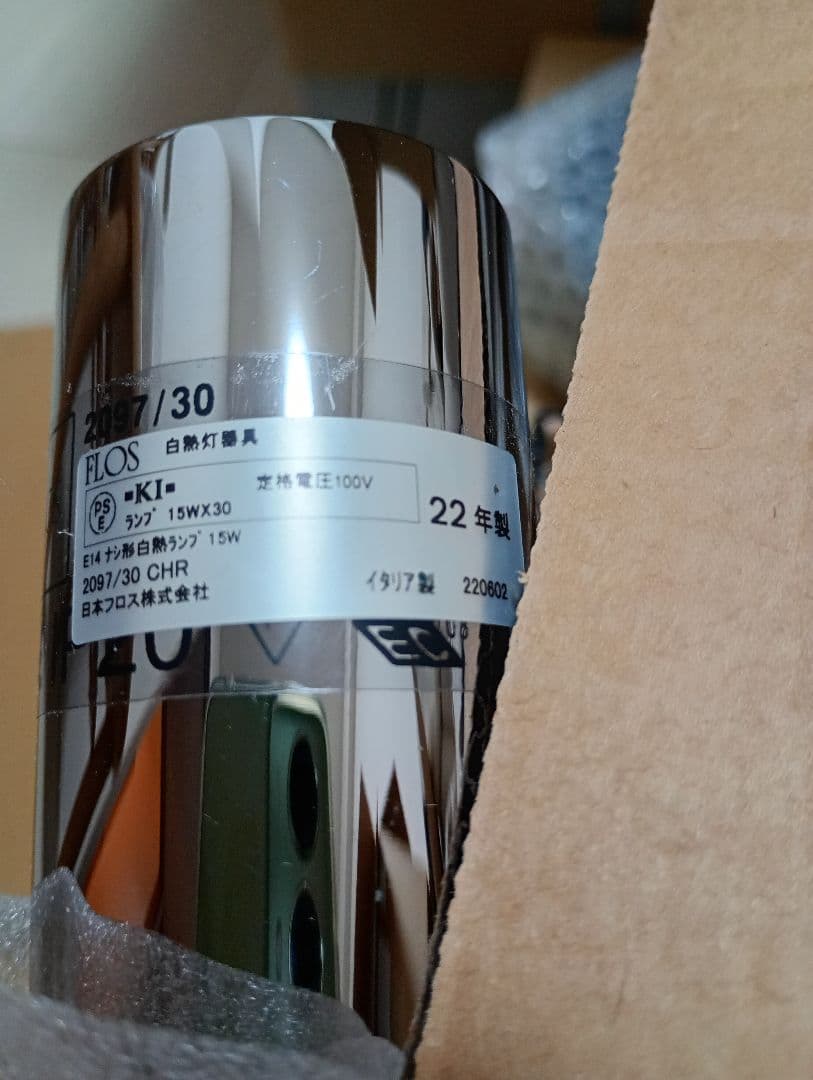 2097/30
FLOS 白熱灯器具
PS E
▪KI▪ 定格電圧100V
ランプ 15WX30
22年製
E14 ナシ形白熱ランプ 15W
2097/30 CHR
日本フロス株式会社
イタリア製 220602
EC